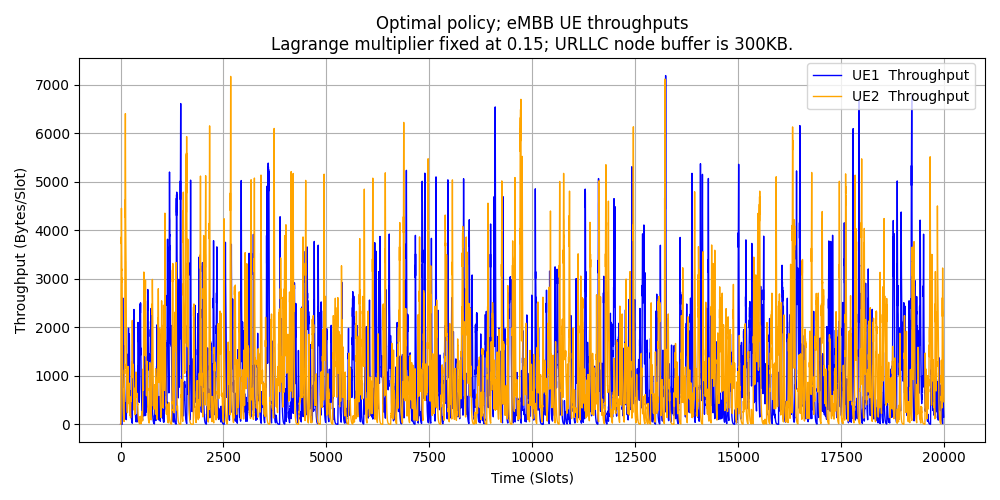 Optimal policy; eMBB UE throughputs
Lagrange multiplier fixed at 0.15; URLLC node buffer is 300KB.
UE1  Throughput
UE2  Throughput
Throughput (Bytes/Slot)
7000
6000
5000
4000
3000
2000
1000
0
0 2500 5000 7500 10000 12500 15000 17500 20000
Time (Slots)